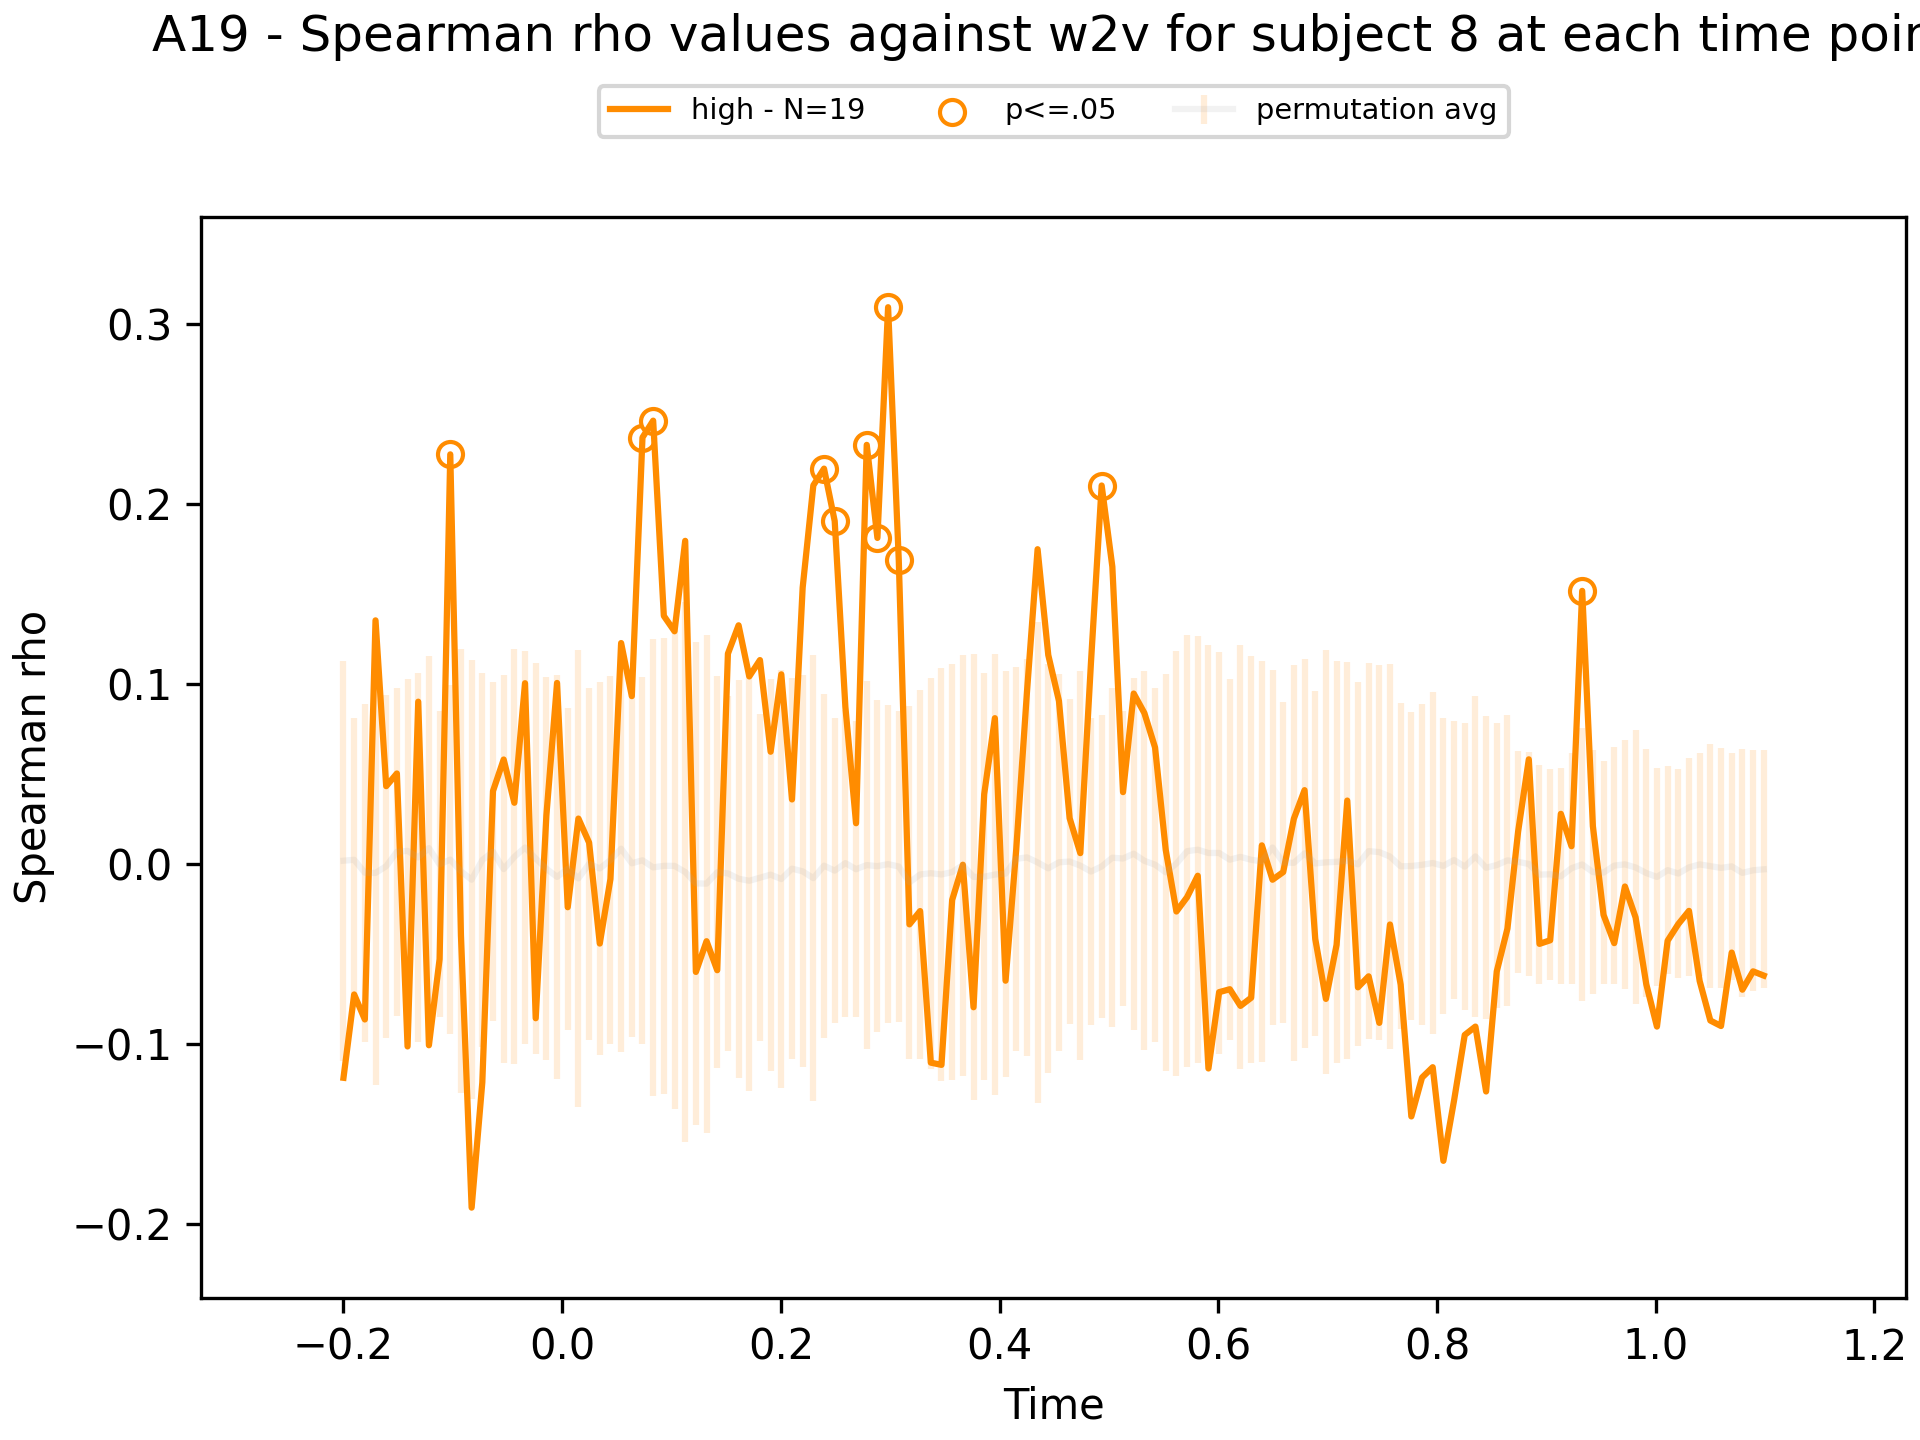 A19 - Spearman rho values against w2v for subject 8 at each time
high - N=19 p<=.05 permutation avg
0.3
0.2
0.1
0.0
−0.1
−0.2
Spearman rho
−0.2 0.0 0.2 0.4 0.6 0.8 1.0 1.2
Time